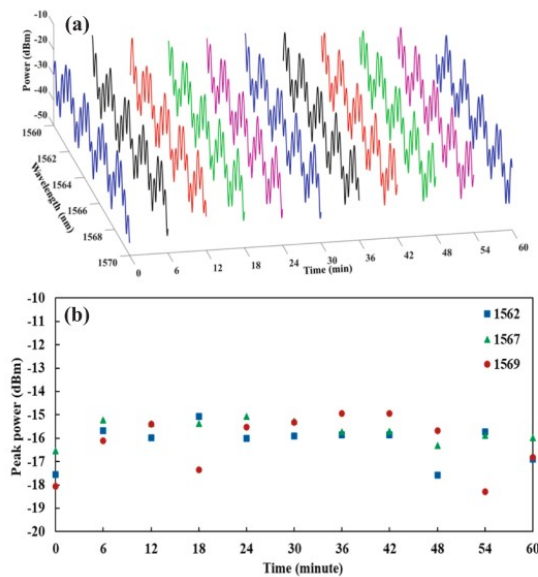 (a)
Power (dBm)
-10
-20
-30
-40
-50
1560
1562
1564
1566
1568
1570
Wavelength (nm)
0 6 12 18 24 30 36 42 48 54 60
Time (min)
(b)
Peak power (dBm)
-10
-11
-12
-13
-14
-15
-16
-17
-18
-19
-20
1562
1567
1569
0 6 12 18 24 30 36 42 48 54 60
Time (minute)